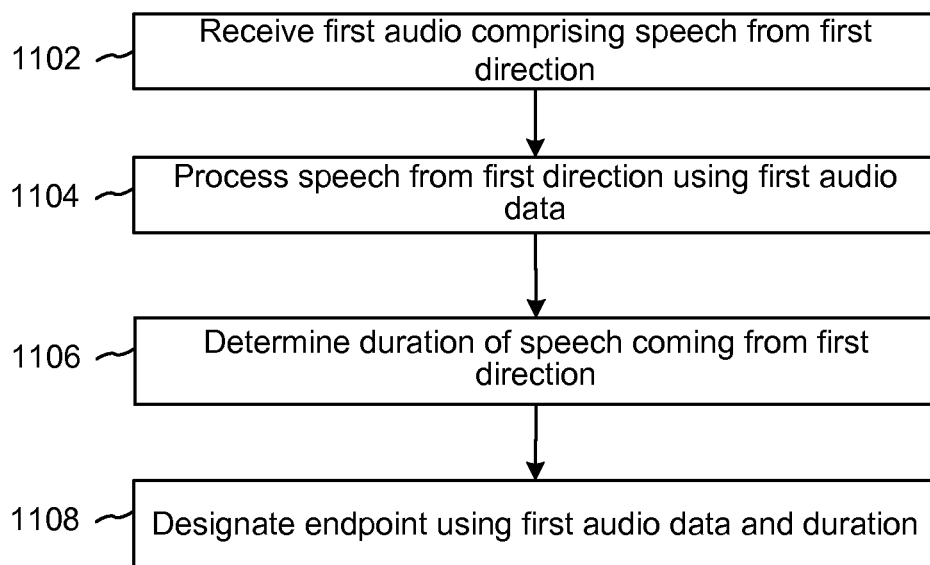 Receive first audio comprising speech from first
1102
direction
Process speech from first direction using first audio
1104
data
Determine duration of speech coming from first
1106
direction
1108
Designate endpoint using first audio data and duration